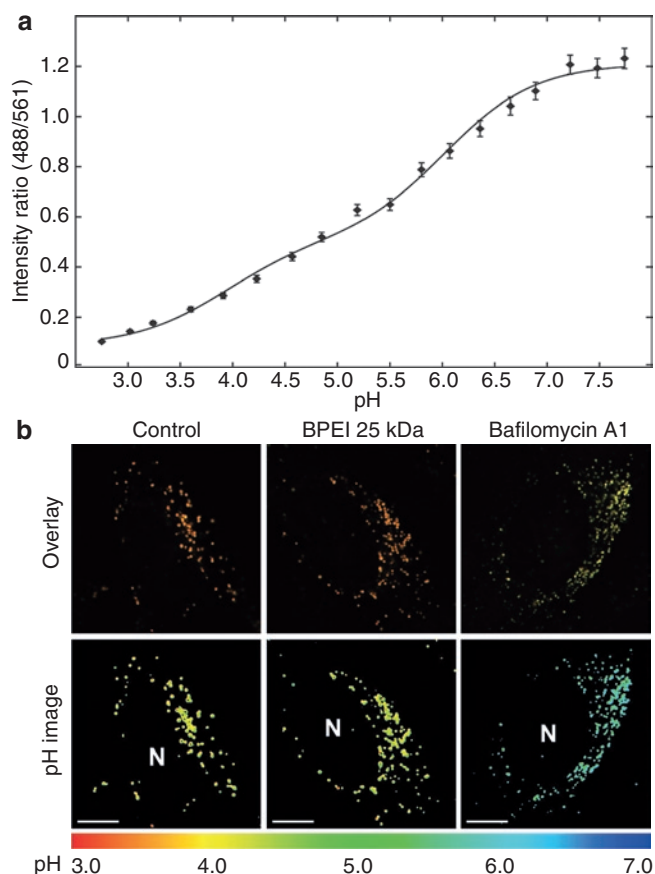 a
Intensity ratio (488/561)
1.2
1.0
0.8
0.6
0.4
0.2
0
3.0 3.5 4.0 4.5 5.0 5.5 6.0 6.5 7.0 7.5
pH
b
Control BPEI 25 kDa Bafilomycin A1
Overlay
pH image
N N N
pH 3.0 4.0 5.0 6.0 7.0